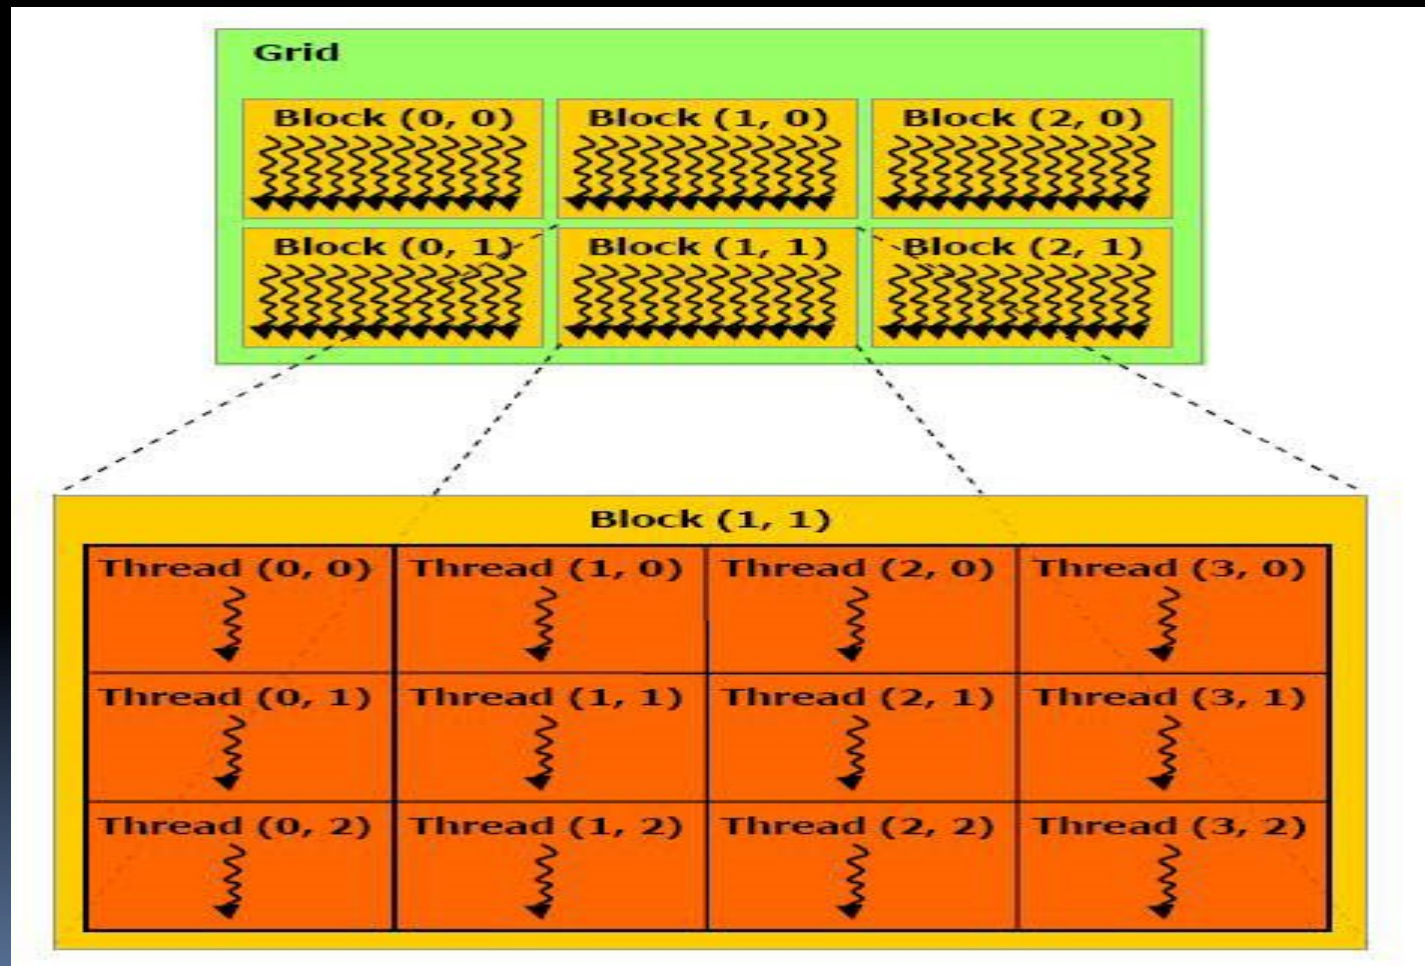 Grid
Block (0, 0) Block (1, 0) Block (2, 0)
Block (0, 1) Block (1, 1) Block (2, 1)
Block (1, 1)
Thread (0, 0) Thread (1, 0) Thread (2, 0) Thread (3, 0)
Thread (0, 1) Thread (1, 1) Thread (2, 1) Thread (3, 1)
Thread (0, 2) Thread (1, 2) Thread (2, 2) Thread (3, 2)